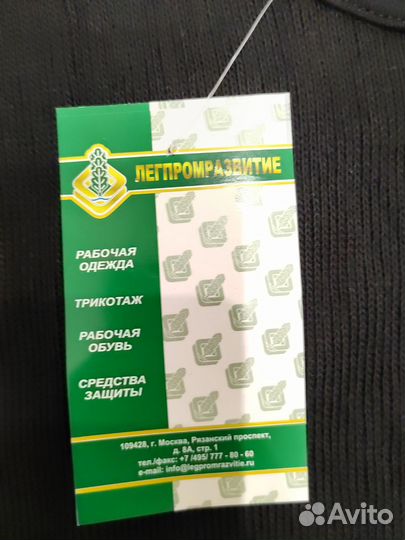 ЛЕГПРОМРАЗВИТИЕ
РАБОЧАЯ
ОДЕЖДА
ТРИКОТАЖ
РАБОЧАЯ
ОБУВЬ
СРЕДСТВА
ЗАЩИТЫ
109428, г. Москва, Рязанский проспект,
д. 8А, стр. 1
тел./факс: +7 /495/ 777 - 80 - 60
e-mail: info@legpromrazvitie.ru
Avito